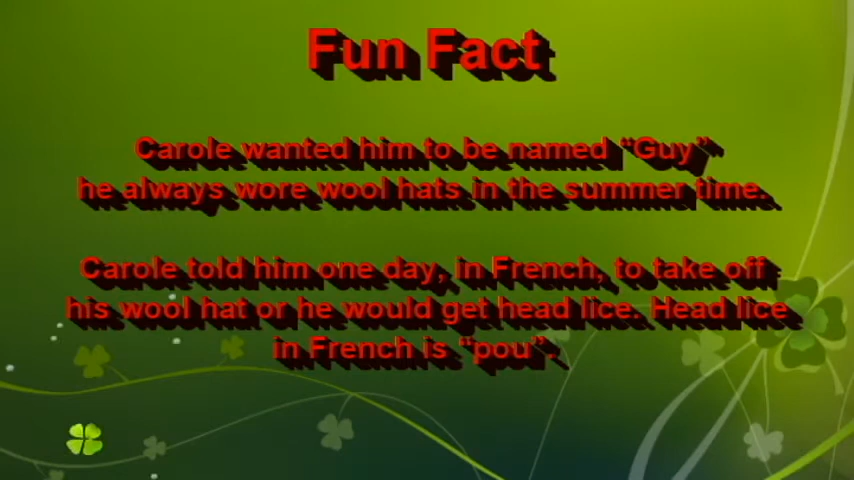 Fun Fact
Carole wanted him to be named “Guy”
he always wore wool hats in the summer time.
Carole told him one day, in French, to take off
his wool hat or he would get head lice. Head lice
in French is “pou”.